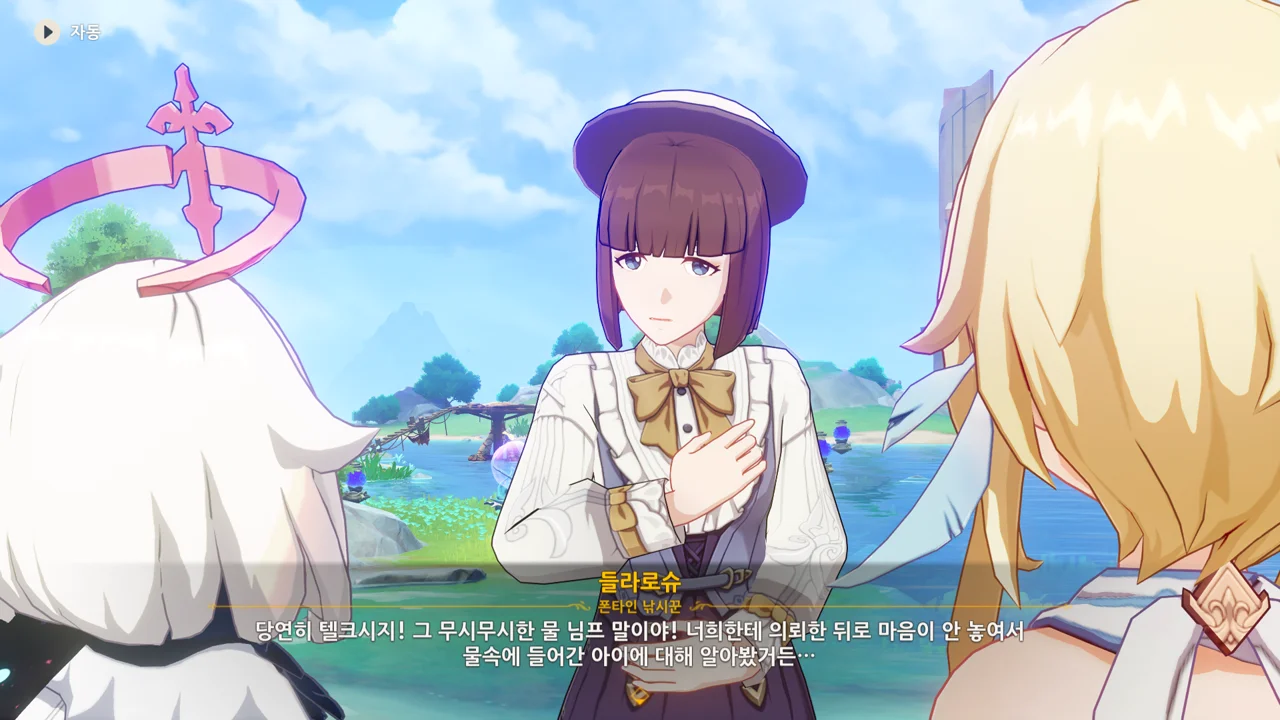 자동
들라로슈
폰타인 낚시꾼
당연히 텔크시지! 그 무시무시한 물 님프 말이야! 너희한테 의뢰한 뒤로 마음이 안 놓여서
물속에 들어간 아이에 대해 알아봤거든…